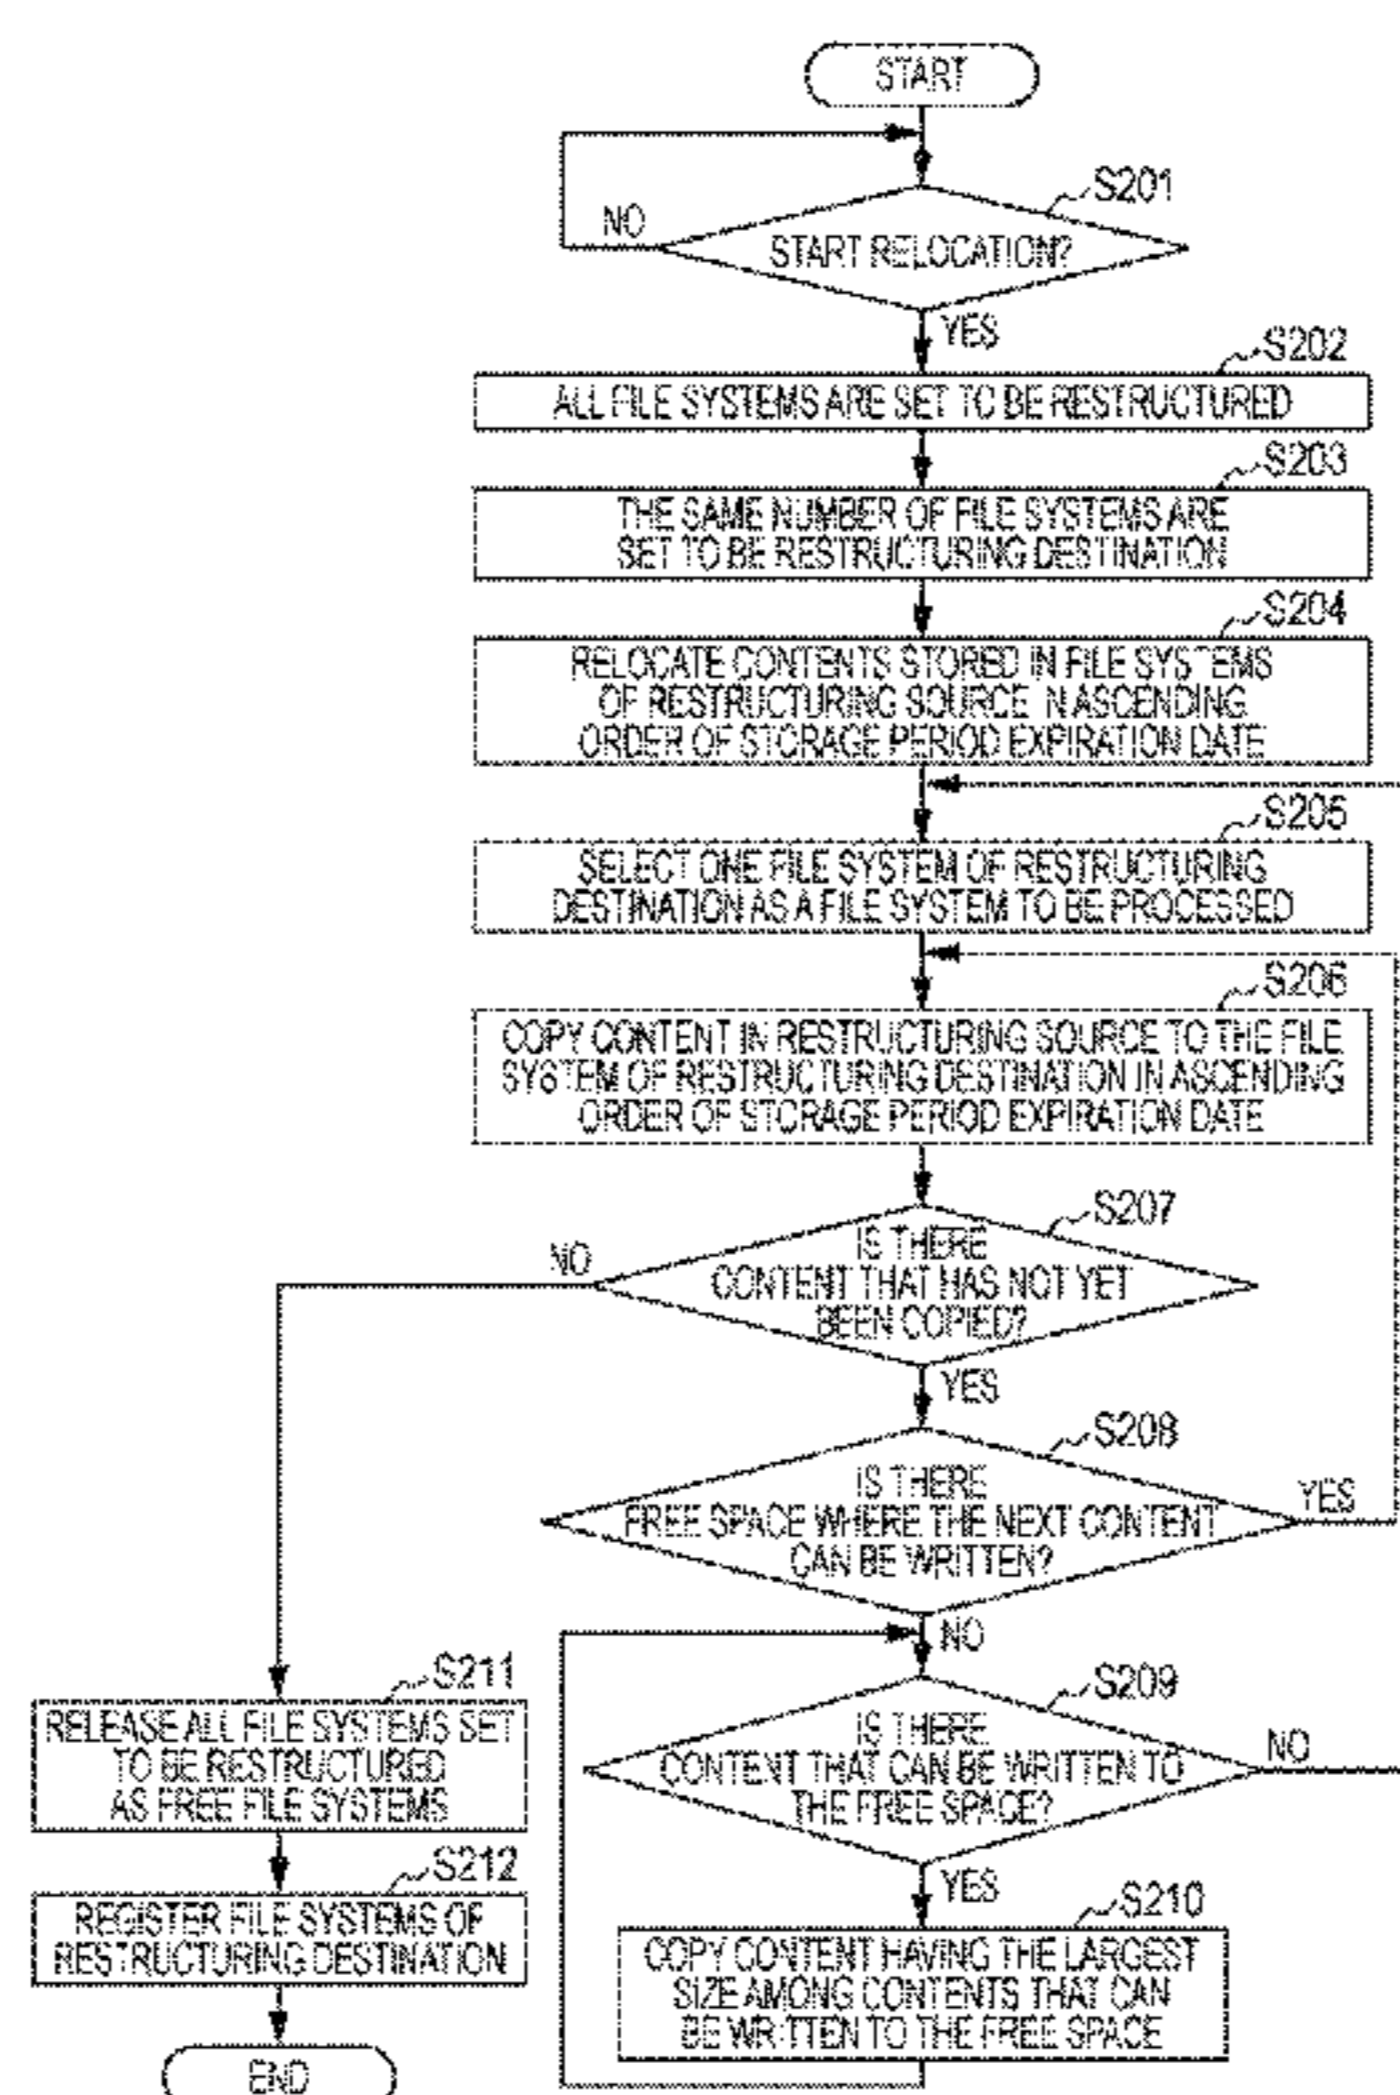 START
S201
NO
START RELOCATION?
YES
S202
ALL FILE SYSTEMS ARE SET TO BE RESTRUCTURED
S203
THE SAME NUMBER OF FILE SYSTEMS ARE
SET TO BE RESTRUCTURING DESTINATION
S204
RELOCATE CONTENTS STORED IN FILE SYSTEMS
OF RESTRUCTURING SOURCE IN ASCENDING
ORDER OF STORAGE PERIOD EXPIRATION DATE
S205
SELECT ONE FILE SYSTEM OF RESTRUCTURING
DESTINATION AS A FILE SYSTEM TO BE PROCESSED
S206
COPY CONTENT IN RESTRUCTURING SOURCE TO THE FILE
SYSTEM OF RESTRUCTURING DESTINATION IN ASCENDING
ORDER OF STORAGE PERIOD EXPIRATION DATE
S207
NO
IS THERE
CONTENT THAT HAS NOT YET
BEEN COPIED?
YES
S208
IS THERE
FREE SPACE WHERE THE NEXT CONTENT
CAN BE WRITTEN?
YES
NO
S209
IS THERE
CONTENT THAT CAN BE WRITTEN TO
THE FREE SPACE?
NO
YES
S210
COPY CONTENT HAVING THE LARGEST
SIZE AMONG CONTENTS THAT CAN
BE WRITTEN TO THE FREE SPACE
S211
RELEASE ALL FILE SYSTEMS SET
TO BE RESTRUCTURED
AS FREE FILE SYSTEMS
S212
REGISTER FILE SYSTEMS OF
RESTRUCTURING DESTINATION
END